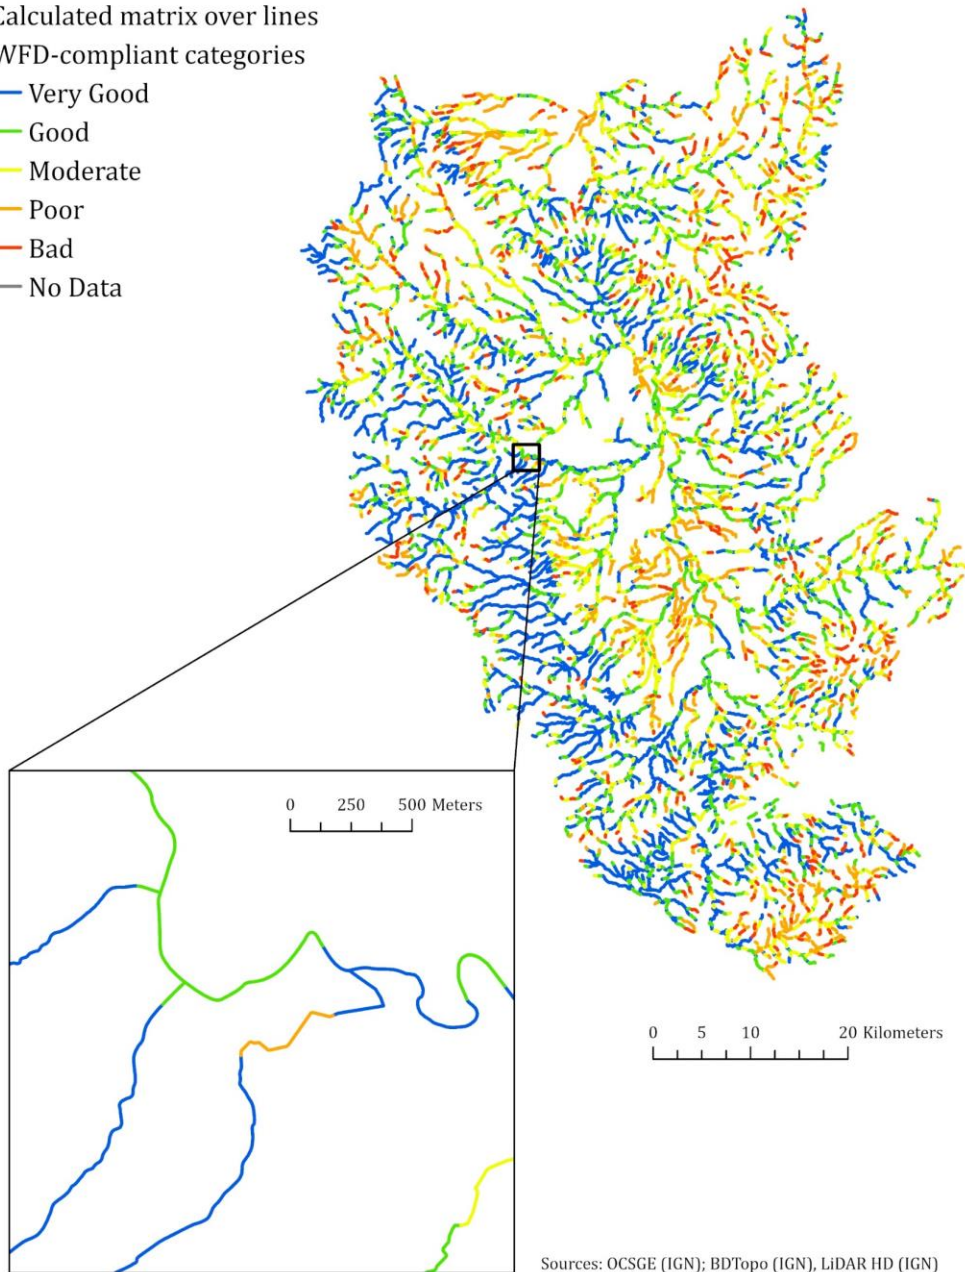 Calculated matrix over lines
WFD-compliant categories
Very Good
Good
Moderate
Poor
Bad
No Data
0 250 500 Meters
0 5 10 20 Kilometers
Sources: OCSGE (IGN); BDTopo (IGN), LiDAR HD (IGN)